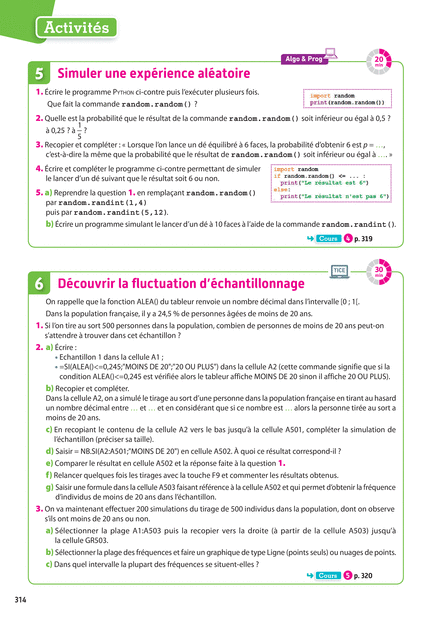 Activités
Algo & Prog
20
min
5 Simuler une expérience aléatoire
1. Écrire le programme PYTHON ci-contre puis l'exécuter plusieurs fois.
Que fait la commande random.random() ?
import random
print(random.random())
2. Quelle est la probabilité que le résultat de la commande random.random() soit inférieur ou égal à 0,5 ?
à 0,25 ? à 1/5 ?
3. Recopier et compléter : « Lorsque l'on lance un dé équilibré à 6 faces, la probabilité d'obtenir 6 est p = …,
c'est-à-dire la même que la probabilité que le résultat de random.random() soit inférieur ou égal à … . »
4. Écrire et compléter le programme ci-contre permettant de simuler
le lancer d'un dé suivant que le résultat soit 6 ou non.
import random
if random.random() <= ... :
print("Le résultat est 6")
else:
print("Le résultat n'est pas 6")
5. a) Reprendre la question 1. en remplaçant random.random()
par random.randint(1,4)
puis par random.randint(5,12).
b) Écrire un programme simulant le lancer d'un dé à 10 faces à l'aide de la commande random.randint().
Cours 4 p. 319
TICE
30
min
6 Découvrir la fluctuation d'échantillonnage
On rappelle que la fonction ALEA() du tableur renvoie un nombre décimal dans l'intervalle [0 ; 1[.
Dans la population française, il y a 24,5 % de personnes âgées de moins de 20 ans.
1. Si l'on tire au sort 500 personnes dans la population, combien de personnes de moins de 20 ans peut-on
s'attendre à trouver dans cet échantillon ?
2. a) Écrire :
• Echantillon 1 dans la cellule A1 ;
• =SI(ALEA()<=0,245;"MOINS DE 20";"20 OU PLUS") dans la cellule A2 (cette commande signifie que si la
condition ALEA()<=0,245 est vérifiée alors le tableur affiche MOINS DE 20 sinon il affiche 20 OU PLUS).
b) Recopier et compléter.
Dans la cellule A2, on a simulé le tirage au sort d'une personne dans la population française en tirant au hasard
un nombre décimal entre … et … et en considérant que si ce nombre est … alors la personne tirée au sort a
moins de 20 ans.
c) En recopiant le contenu de la cellule A2 vers le bas jusqu'à la cellule A501, compléter la simulation de
l'échantillon (préciser sa taille).
d) Saisir = NB.SI(A2:A501;"MOINS DE 20") en cellule A502. À quoi ce résultat correspond-il ?
e) Comparer le résultat en cellule A502 et la réponse faite à la question 1.
f) Relancer quelques fois les tirages avec la touche F9 et commenter les résultats obtenus.
g) Saisir une formule dans la cellule A503 faisant référence à la cellule A502 et qui permet d'obtenir la fréquence
d'individus de moins de 20 ans dans l'échantillon.
3. On va maintenant effectuer 200 simulations du tirage de 500 individus dans la population, dont on observe
s'ils ont moins de 20 ans ou non.
a) Sélectionner la plage A1:A503 puis la recopier vers la droite (à partir de la cellule A503) jusqu'à
la cellule GR503.
b) Sélectionner la plage des fréquences et faire un graphique de type Ligne (points seuls) ou nuages de points.
c) Dans quel intervalle la plupart des fréquences se situent-elles ?
Cours 5 p. 320
314